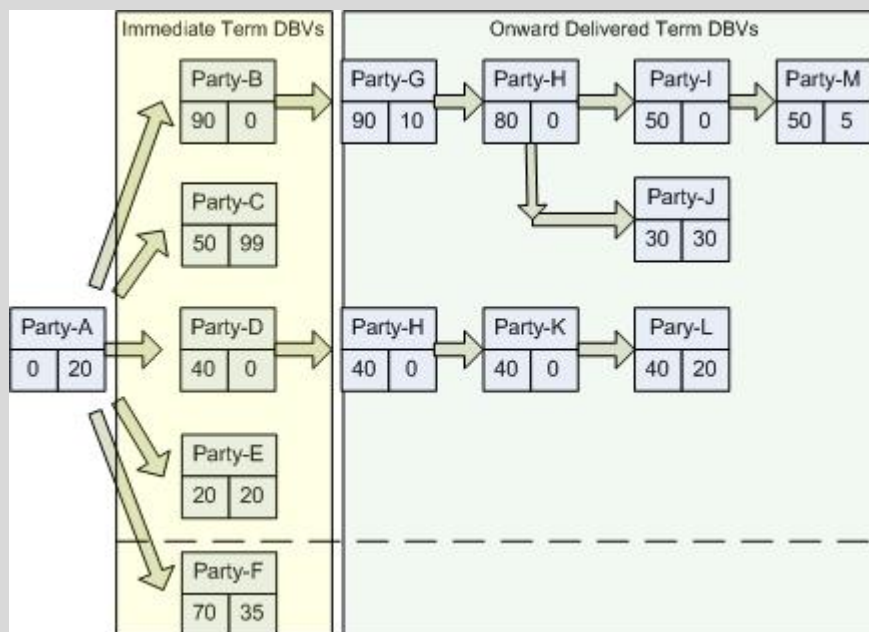 Immediate Term DBVs
Onward Delivered Term DBVs
Party-B
90 0
Party-G
90 10
Party-H
80 0
Party-I
50 0
Party-M
50 5
Party-C
50 99
Party-J
30 30
Party-A
0 20
Party-D
40 0
Party-H
40 0
Party-K
40 0
Pary-L
40 20
Party-E
20 20
Party-F
70 35